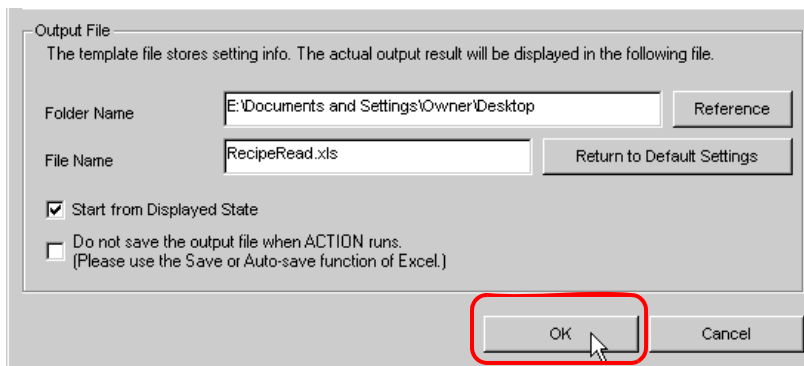 Output File
The template file stores setting info. The actual output result will be displayed in the following file.
Folder Name
E:\Documents and Settings\Owner\Desktop
Reference
File Name
RecipeRead.xls
Return to Default Settings
Start from Displayed State
Do not save the output file when ACTION runs.
(Please use the Save or Auto-save function of Excel.)
OK
Cancel